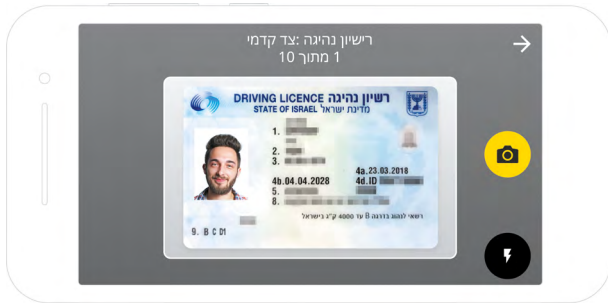 רישיון נהיגה :צד קדמי
1 מתוך 10
DRIVING LICENCE רשיון נהיגה
STATE OF ISRAEL מדינת ישראל
1.
2.
3.
4a.23.03.2018
4b.04.04.2028 4d.ID
5.
8.
רשאי לנהוג בדרגה B עד 4000 ק"ג בישראל
9. B C D1